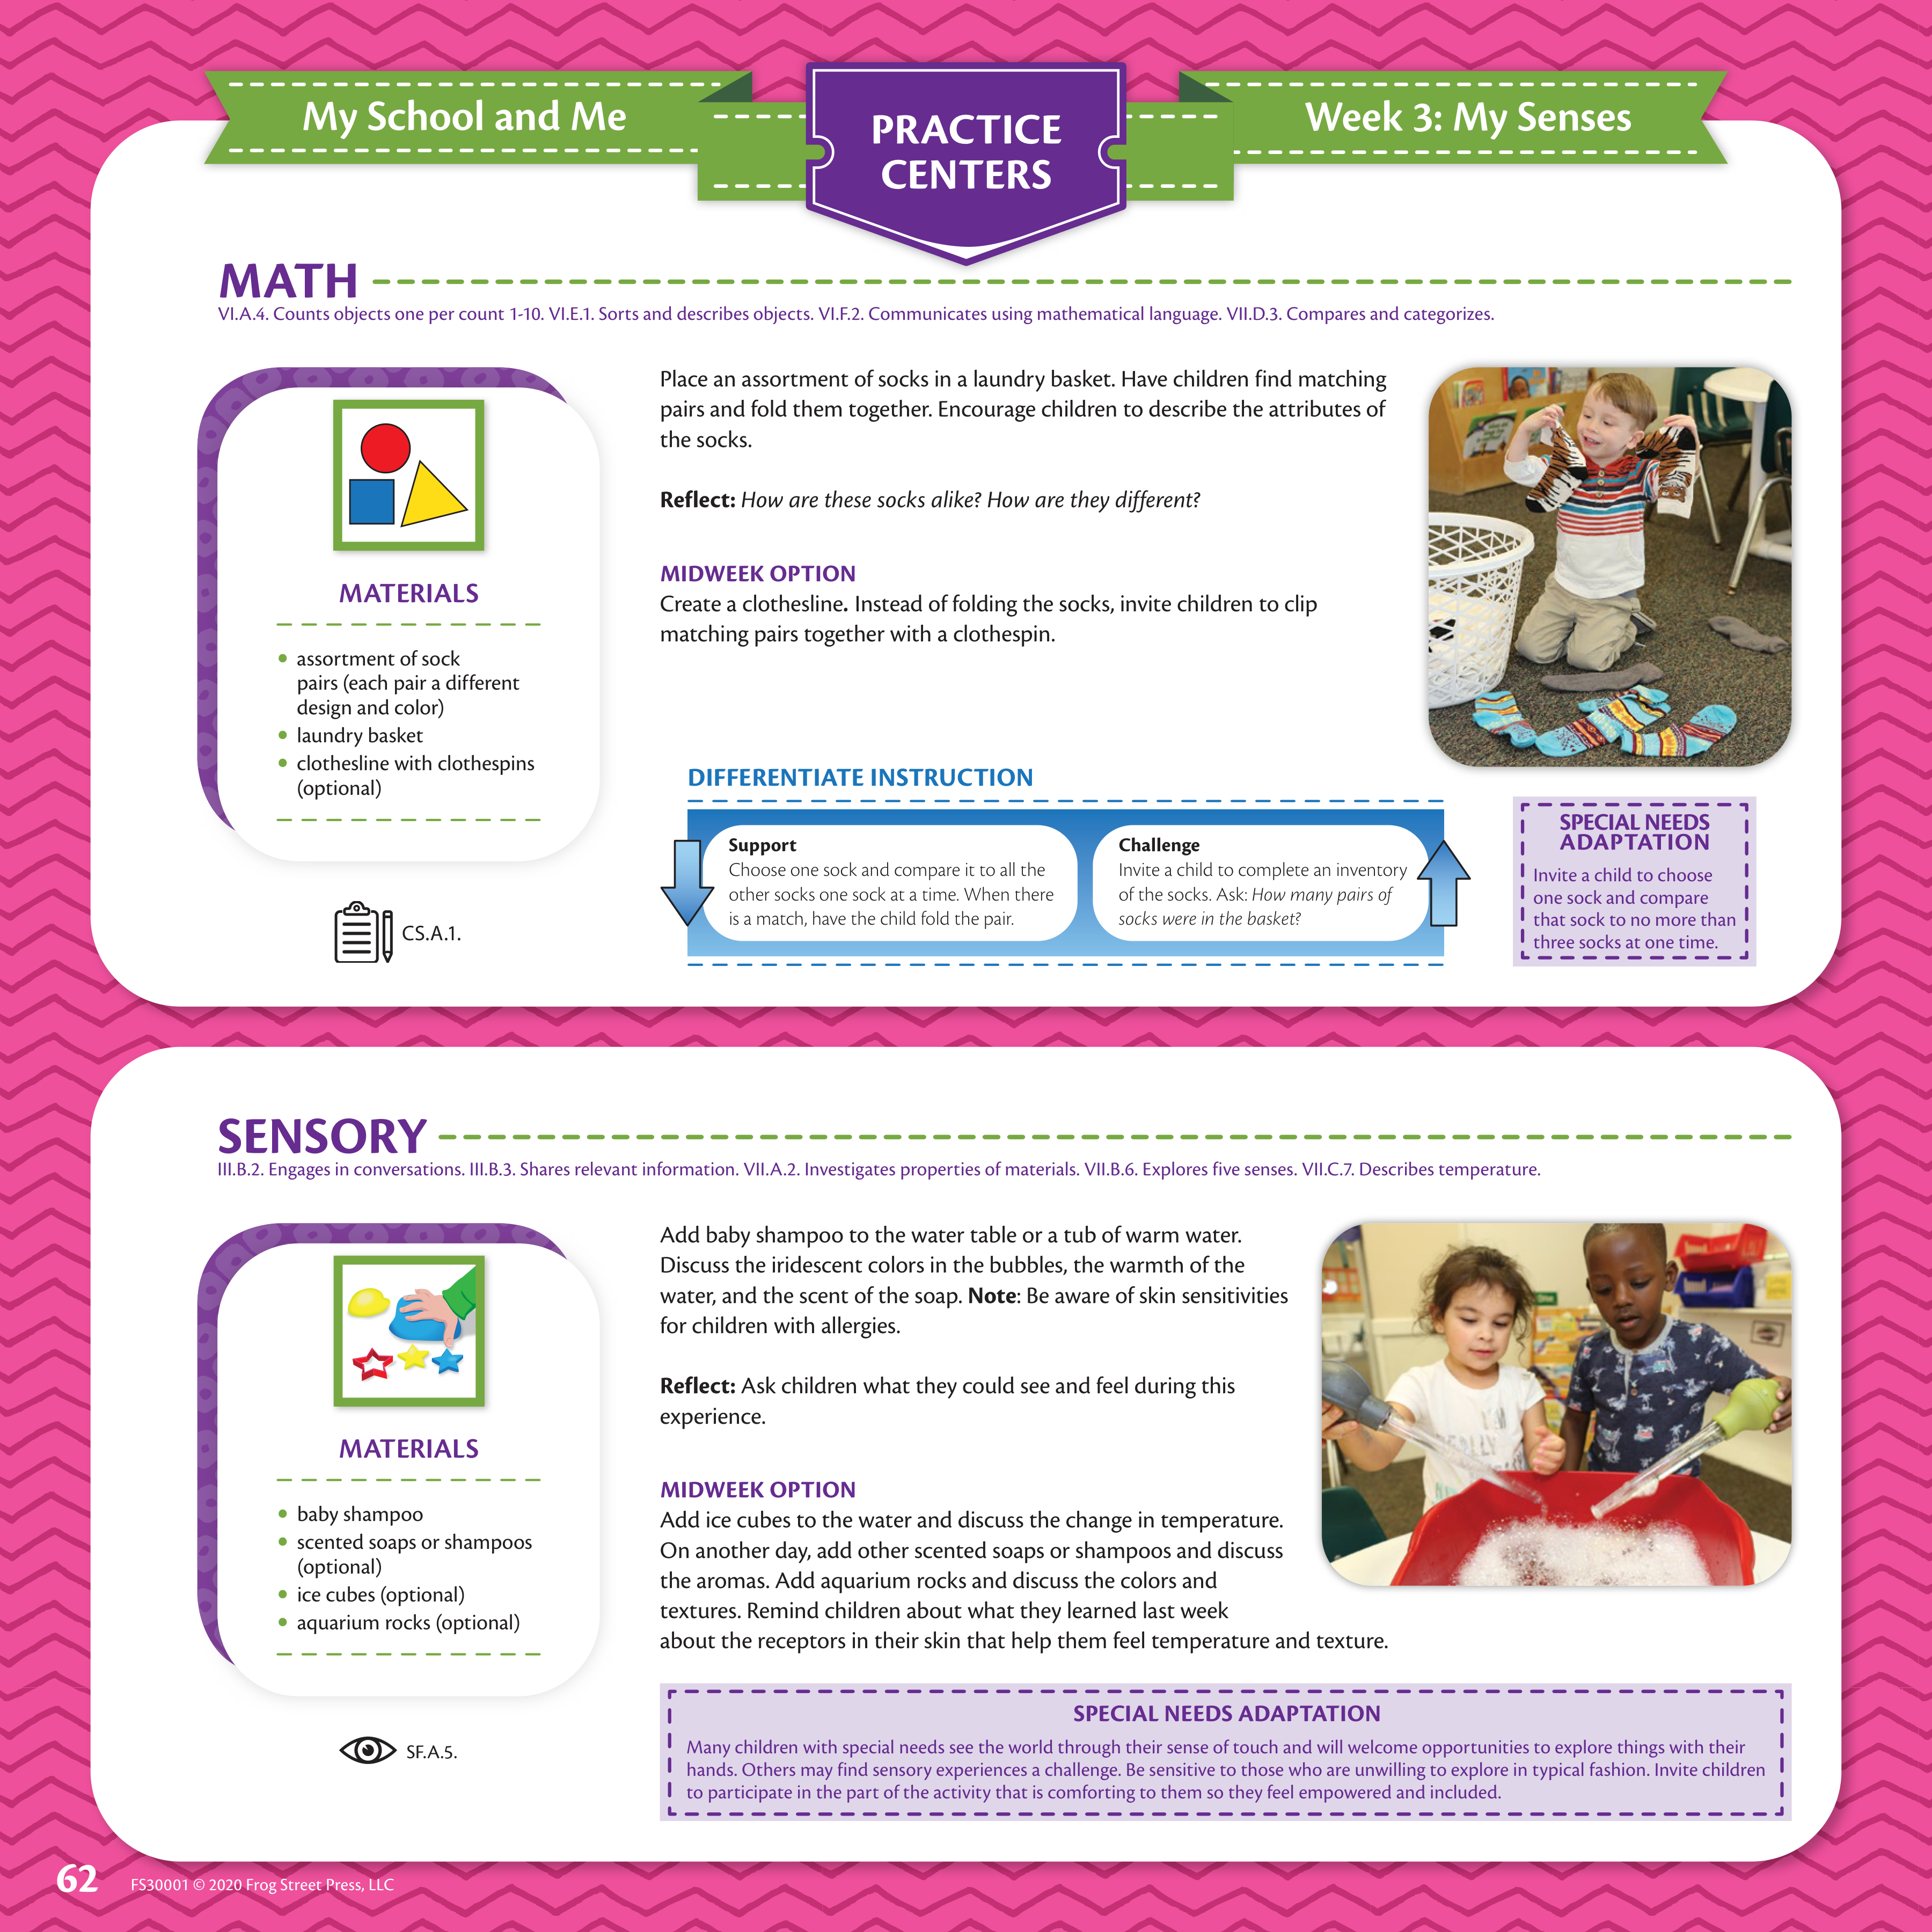 My School and Me
PRACTICE
CENTERS
Week 3: My Senses
MATH
VI.A.4. Counts objects one per count 1-10. VI.E.1. Sorts and describes objects. VI.F.2. Communicates using mathematical language. VII.D.3. Compares and categorizes.
MATERIALS
• assortment of sock
pairs (each pair a different
design and color)
• laundry basket
• clothesline with clothespins
(optional)
CS.A.1.
Place an assortment of socks in a laundry basket. Have children find matching
pairs and fold them together. Encourage children to describe the attributes of
the socks.
Reflect: How are these socks alike? How are they different?
MIDWEEK OPTION
Create a clothesline. Instead of folding the socks, invite children to clip
matching pairs together with a clothespin.
DIFFERENTIATE INSTRUCTION
Support
Choose one sock and compare it to all the
other socks one sock at a time. When there
is a match, have the child fold the pair.
Challenge
Invite a child to complete an inventory
of the socks. Ask: How many pairs of
socks were in the basket?
SPECIAL NEEDS
ADAPTATION
Invite a child to choose
one sock and compare
that sock to no more than
three socks at one time.
SENSORY
III.B.2. Engages in conversations. III.B.3. Shares relevant information. VII.A.2. Investigates properties of materials. VII.B.6. Explores five senses. VII.C.7. Describes temperature.
MATERIALS
• baby shampoo
• scented soaps or shampoos
(optional)
• ice cubes (optional)
• aquarium rocks (optional)
SF.A.5.
Add baby shampoo to the water table or a tub of warm water.
Discuss the iridescent colors in the bubbles, the warmth of the
water, and the scent of the soap. Note: Be aware of skin sensitivities
for children with allergies.
Reflect: Ask children what they could see and feel during this
experience.
MIDWEEK OPTION
Add ice cubes to the water and discuss the change in temperature.
On another day, add other scented soaps or shampoos and discuss
the aromas. Add aquarium rocks and discuss the colors and
textures. Remind children about what they learned last week
about the receptors in their skin that help them feel temperature and texture.
SPECIAL NEEDS ADAPTATION
Many children with special needs see the world through their sense of touch and will welcome opportunities to explore things with their
hands. Others may find sensory experiences a challenge. Be sensitive to those who are unwilling to explore in typical fashion. Invite children
to participate in the part of the activity that is comforting to them so they feel empowered and included.
62
FS30001 © 2020 Frog Street Press, LLC